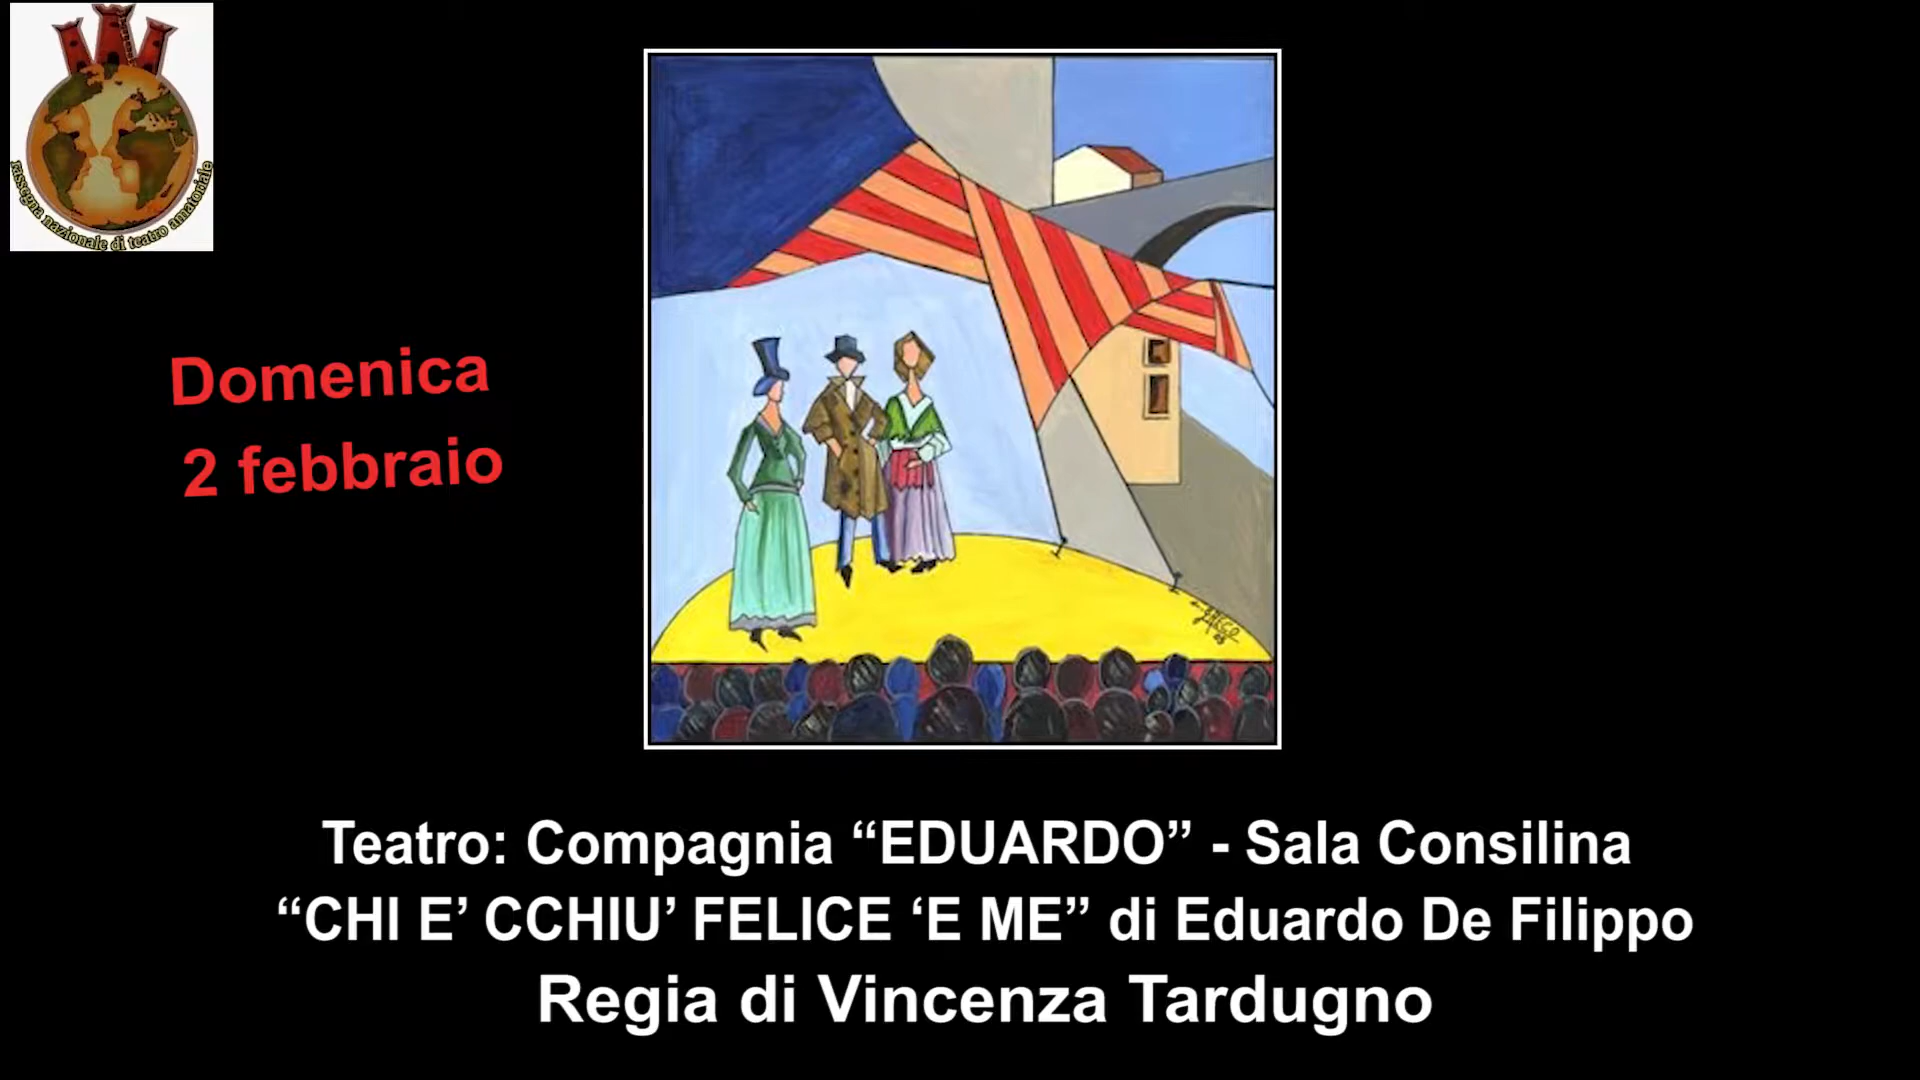 rassegna nazionale di teatro amatoriale
Domenica
2 febbraio
Teatro: Compagnia “EDUARDO” - Sala Consilina
“CHI E’ CCHIU’ FELICE ‘E ME” di Eduardo De Filippo
Regia di Vincenza Tardugno